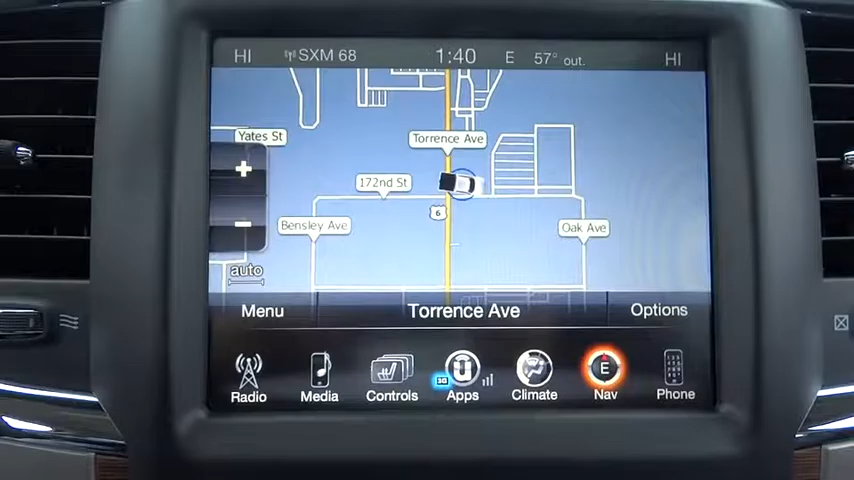 HI SXM 68 1:40 E 57° out. HI
Yates St
Torrence Ave
172nd St
6
Bensley Ave
Oak Ave
auto
Menu Torrence Ave Options
E
3G
Radio Media Controls Apps Climate Nav Phone